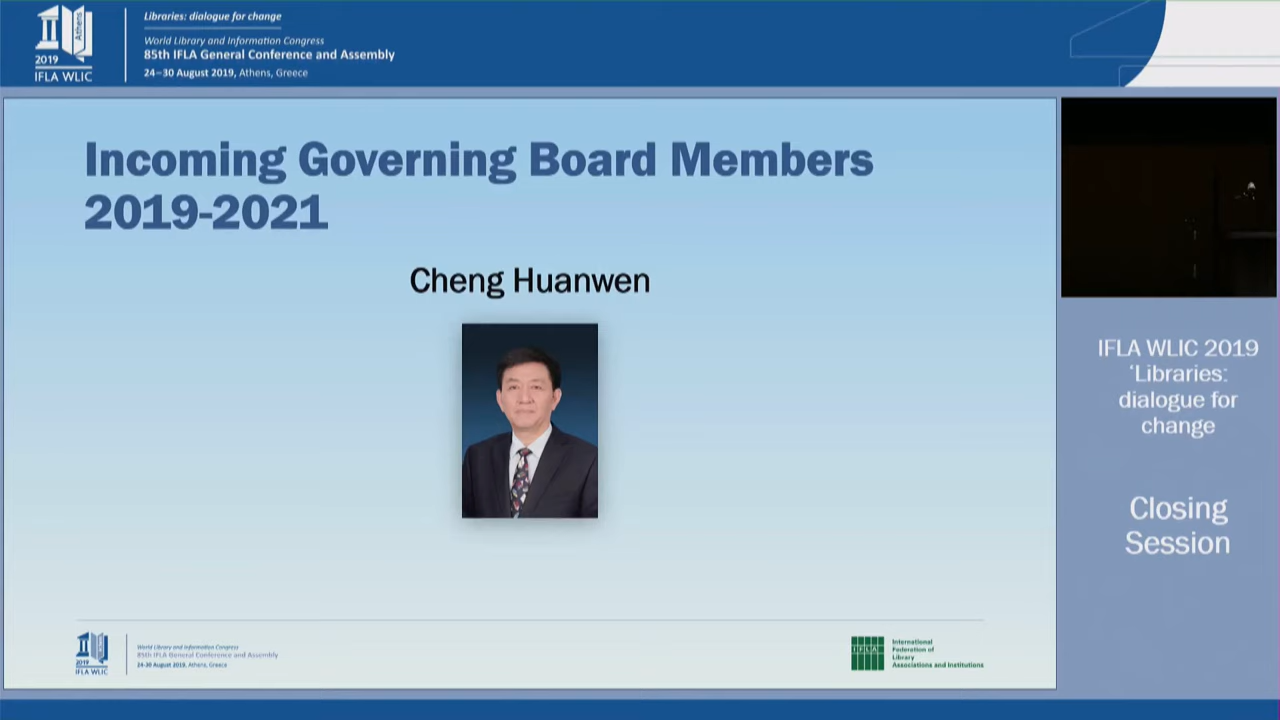 Athens
2019
IFLA WLIC
Libraries: dialogue for change
World Library and Information Congress
85th IFLA General Conference and Assembly
24–30 August 2019, Athens, Greece
Incoming Governing Board Members
2019-2021
Cheng Huanwen
IFLA WLIC 2019
‘Libraries:
dialogue for
change
Closing
Session
2019
IFLA WLIC
World Library and Information Congress
85th IFLA General Conference and Assembly
24-30 August 2019, Athens, Greece
IFLA
International
Federation of
Library
Associations and Institutions